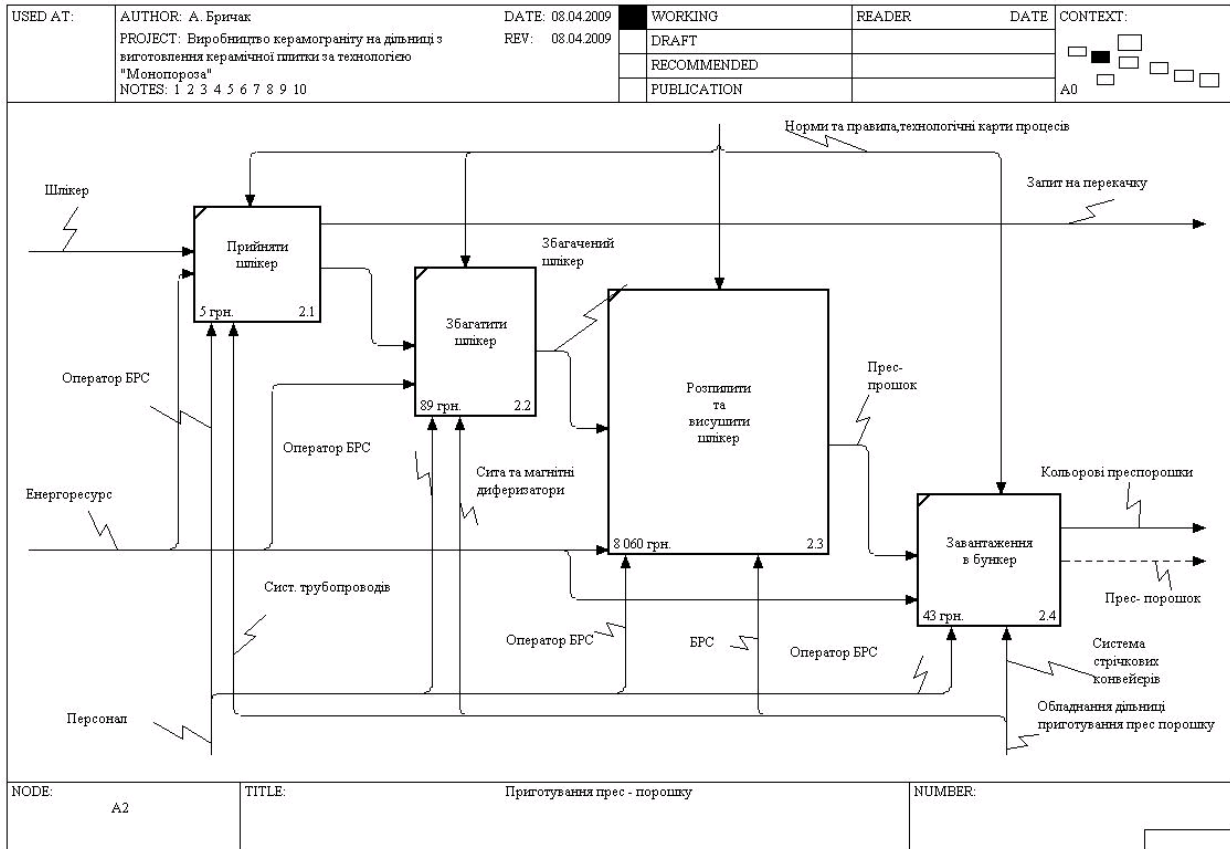 USED AT:
AUTHOR: А. Бричак
DATE: 08.04.2009
PROJECT: Виробництво керамограніту на дільниці з
виготовлення керамічної плитки за технологією
"Монопороза"
REV: 08.04.2009
NOTES: 1 2 3 4 5 6 7 8 9 10
WORKING
DRAFT
RECOMMENDED
PUBLICATION
READER
DATE
CONTEXT:
A0
Норми та правила,технологічні карти процесів
Шлікер
Запит на перекачку
Прийняти
шлікер
5 грн.
2.1
Збагачений
шлікер
Збагатити
шлікер
89 грн.
2.2
Оператор БРС
Розпилити
та
висушити
шлікер
8 060 грн.
2.3
Прес-
прошок
Оператор БРС
Сита та магнітні
диферизатори
Енергоресурс
Кольорові преспорошки
Завантаження
в бункер
43 грн.
2.4
Прес- порошок
Сист. трубопроводів
Оператор БРС
БРС
Оператор БРС
Система
стрічкових
конвейєрів
Персонал
Обладнання дільниці
приготування прес порошку
NODE:
A2
TITLE:
Приготування прес - порошку
NUMBER: